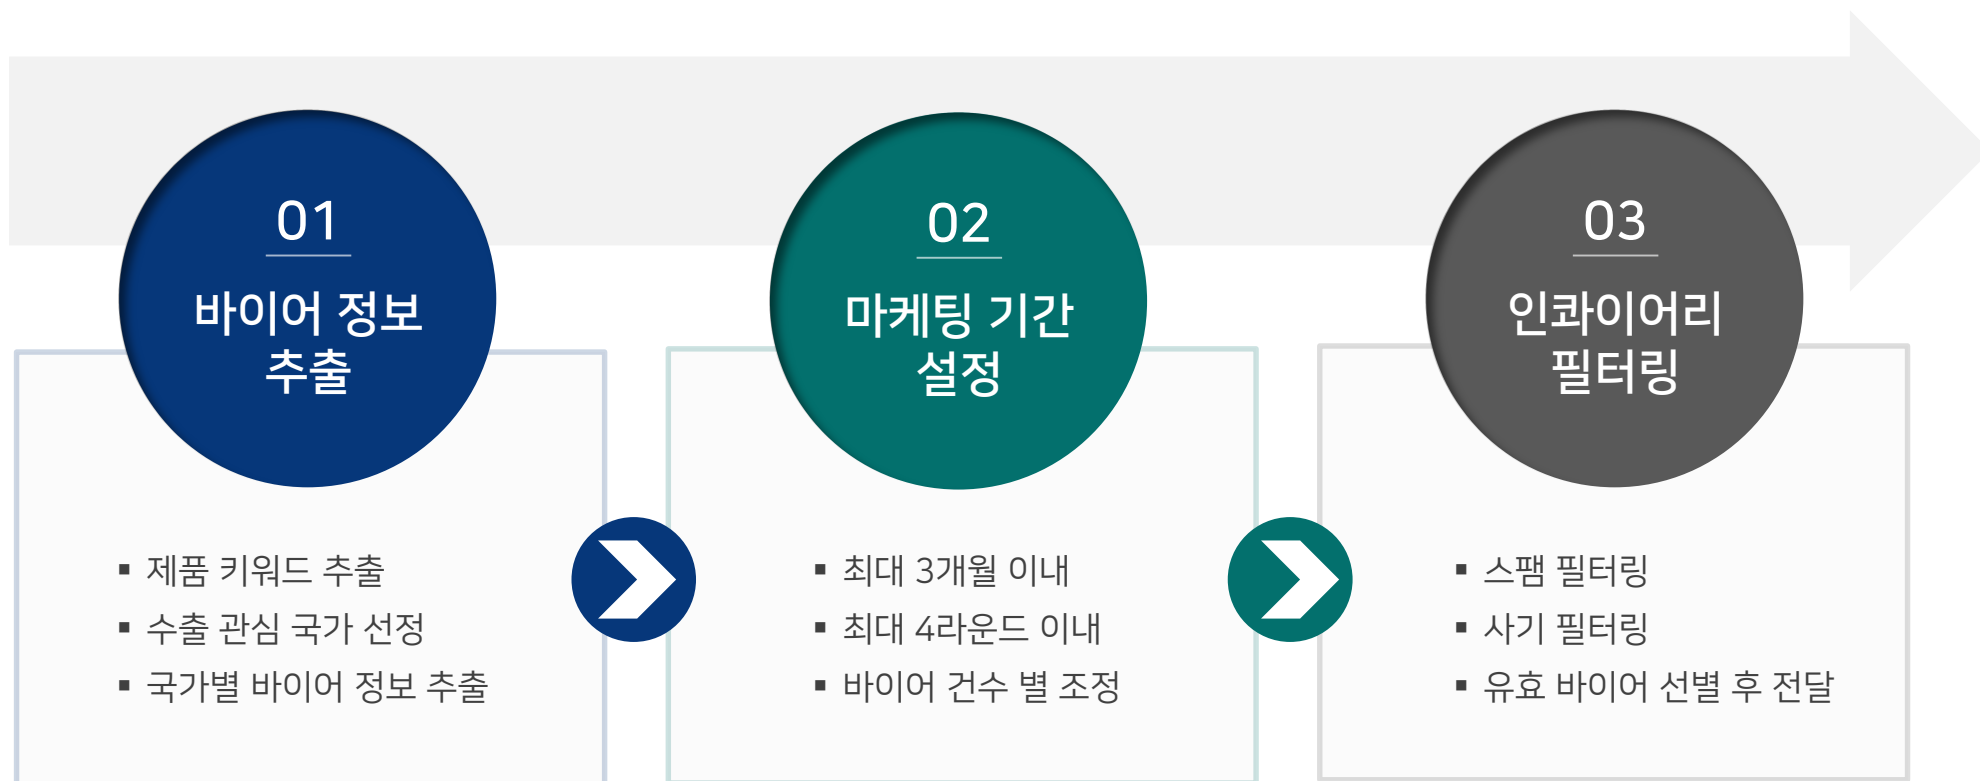 01
바이어 정보
추출
▪ 제품 키워드 추출
▪ 수출 관심 국가 선정
▪ 국가별 바이어 정보 추출
02
마케팅 기간
설정
▪ 최대 3개월 이내
▪ 최대 4라운드 이내
▪ 바이어 건수 별 조정
03
인콰이어리
필터링
▪ 스팸 필터링
▪ 사기 필터링
▪ 유효 바이어 선별 후 전달